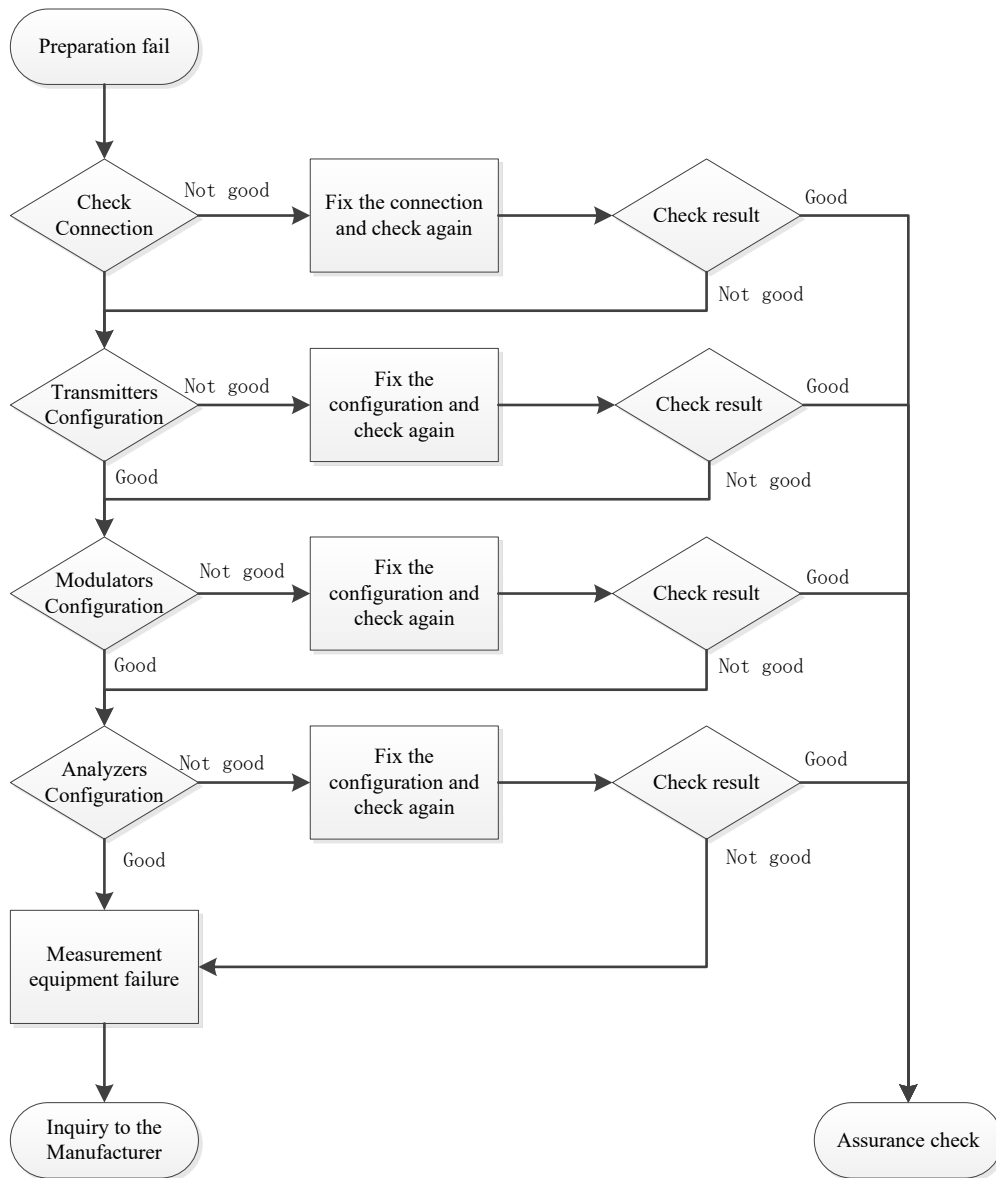 Preparation fail
Check
Connection
Not good
Fix the connection
and check again
Check result
Good
Not good
Transmitters
Configuration
Not good
Fix the
configuration and
check again
Check result
Good
Not good
Good
Modulators
Configuration
Not good
Fix the
configuration and
check again
Check result
Good
Not good
Good
Analyzers
Configuration
Not good
Fix the
configuration and
check again
Check result
Good
Not good
Good
Measurement
equipment failure
Inquiry to the
Manufacturer
Assurance check